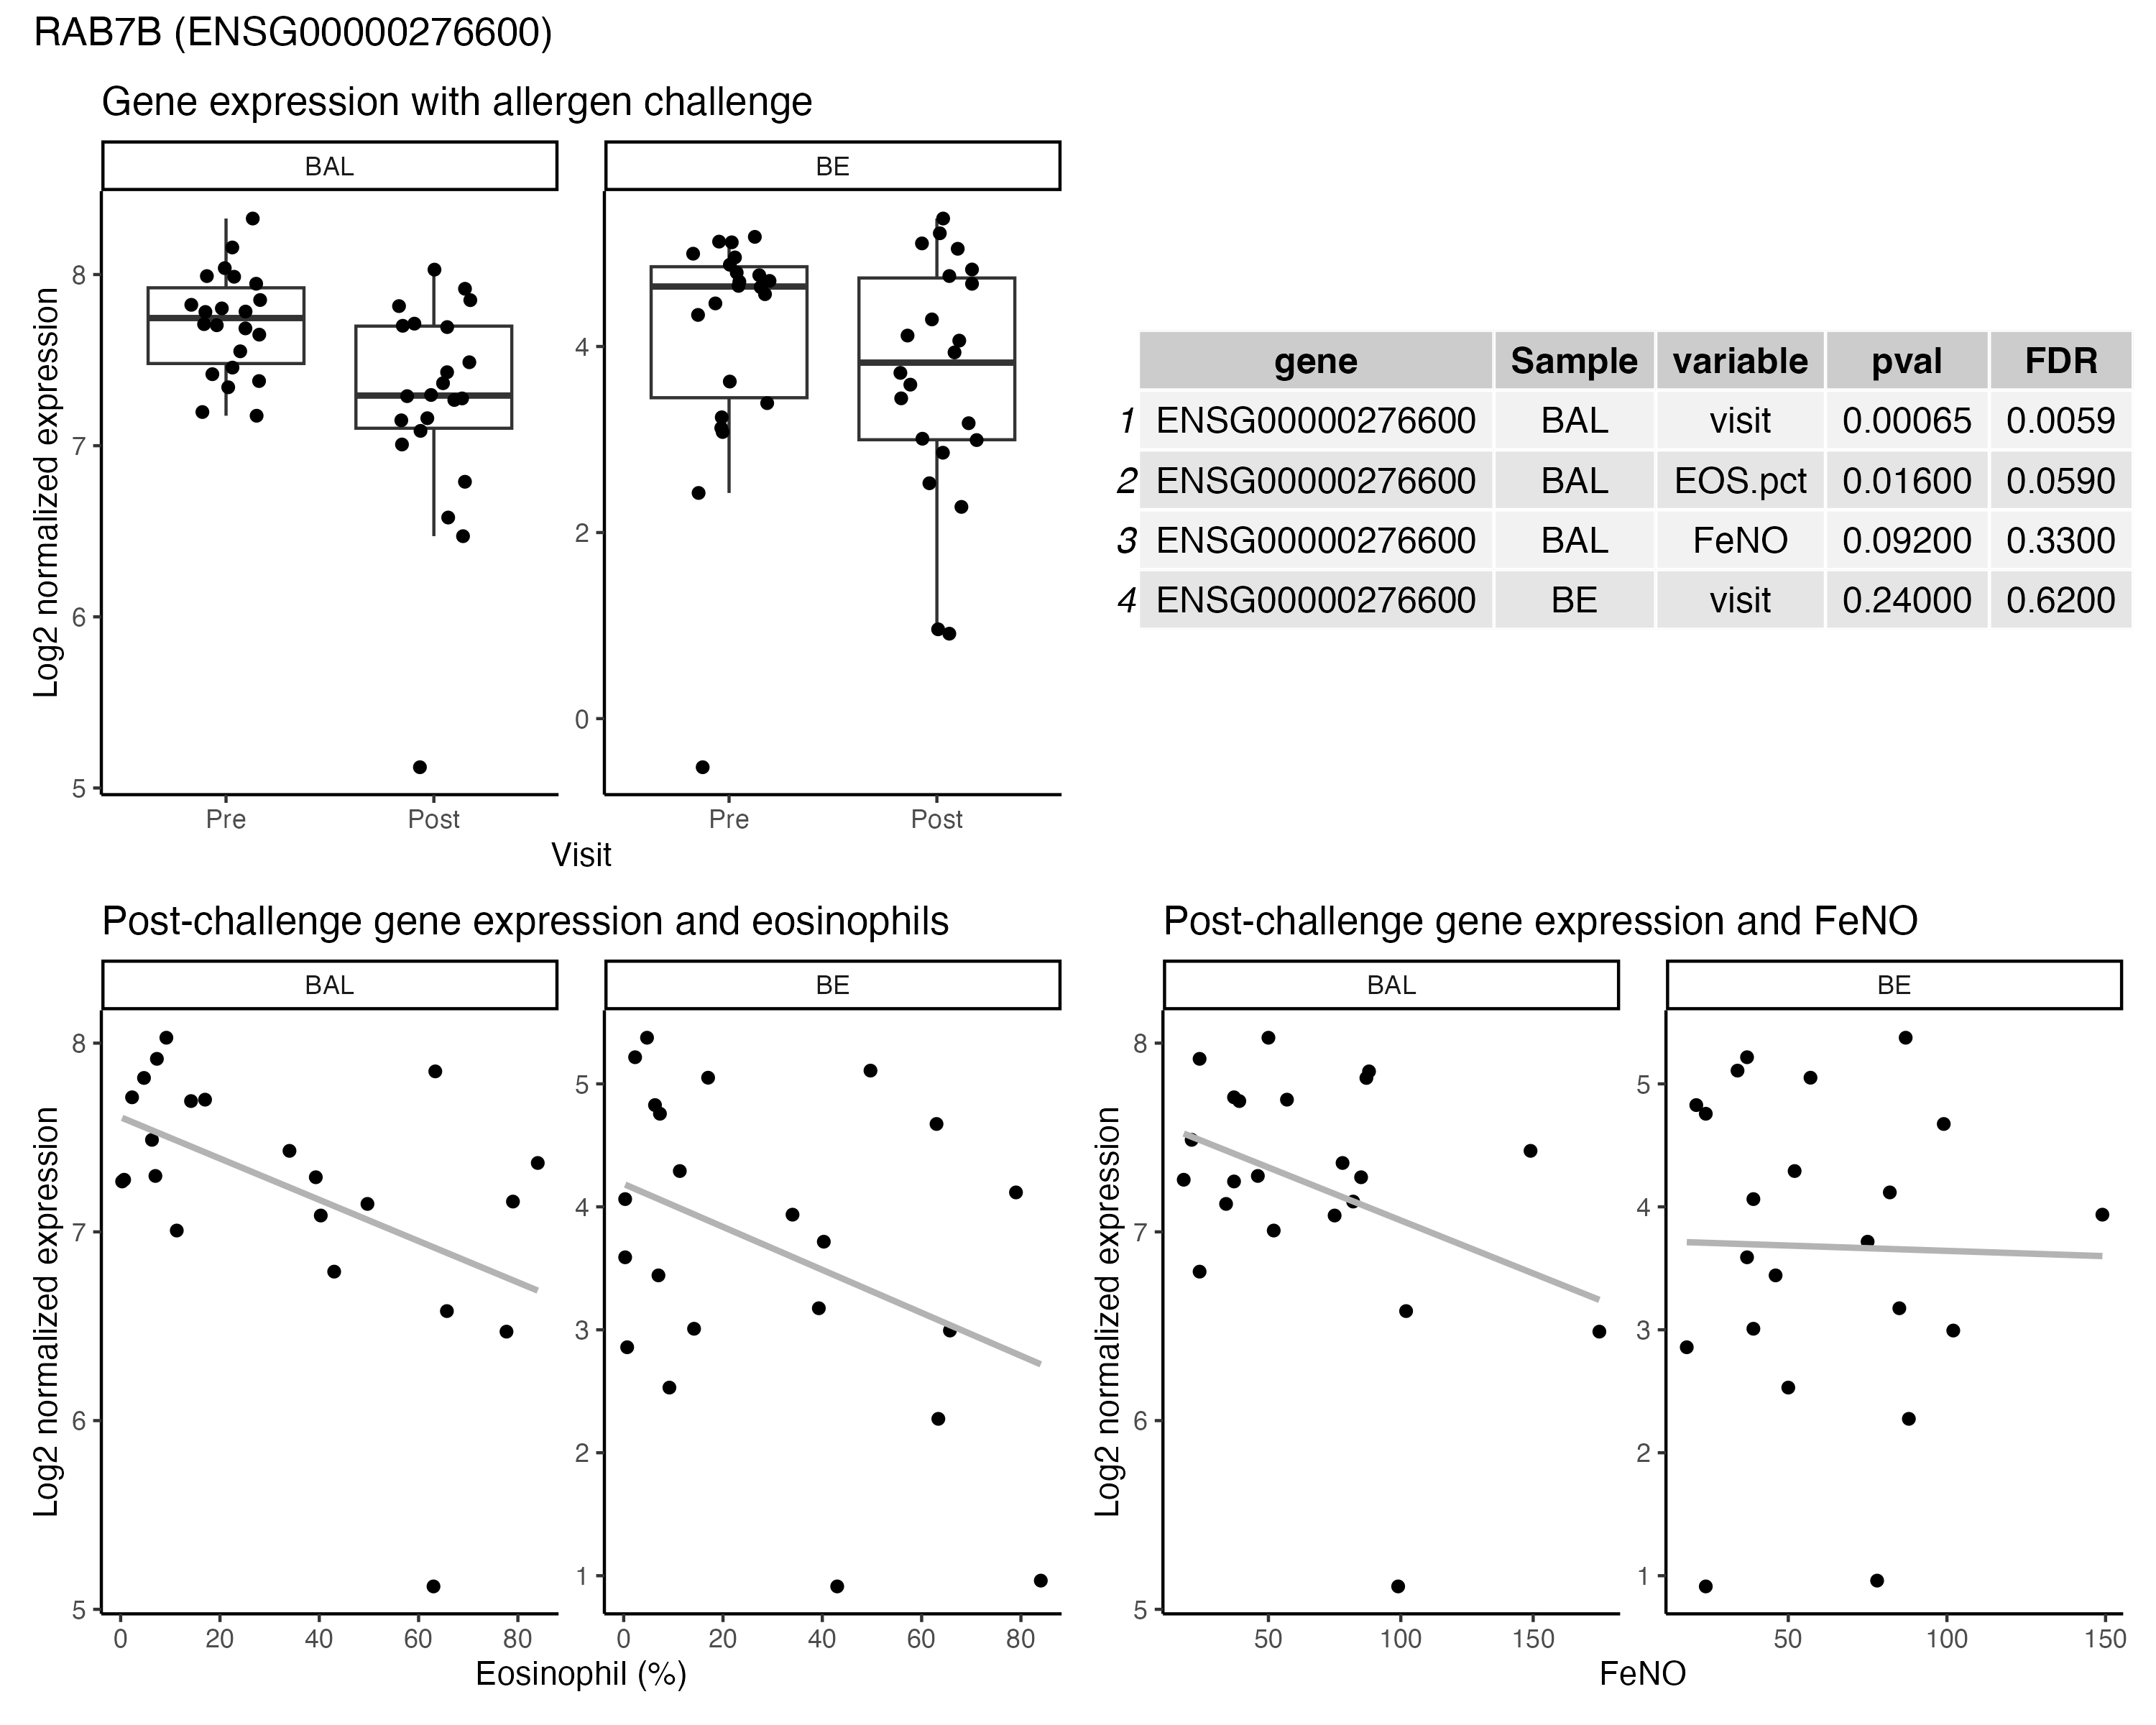 RAB7B (ENSG00000276600)
Gene expression with allergen challenge
BAL
BE
Log2 normalized expression
8
7
6
5
4
2
0
Pre
Post
Pre
Post
Visit
gene Sample variable pval FDR
1 ENSG00000276600 BAL visit 0.00065 0.0059
2 ENSG00000276600 BAL EOS.pct 0.01600 0.0590
3 ENSG00000276600 BAL FeNO 0.09200 0.3300
4 ENSG00000276600 BE visit 0.24000 0.6200
Post-challenge gene expression and eosinophils
BAL
BE
Log2 normalized expression
8
7
6
5
5
4
3
2
1
0 20 40 60 80
0 20 40 60 80
Eosinophil (%)
Post-challenge gene expression and FeNO
BAL
BE
Log2 normalized expression
8
7
6
5
5
4
3
2
1
50 100 150
50 100 150
FeNO